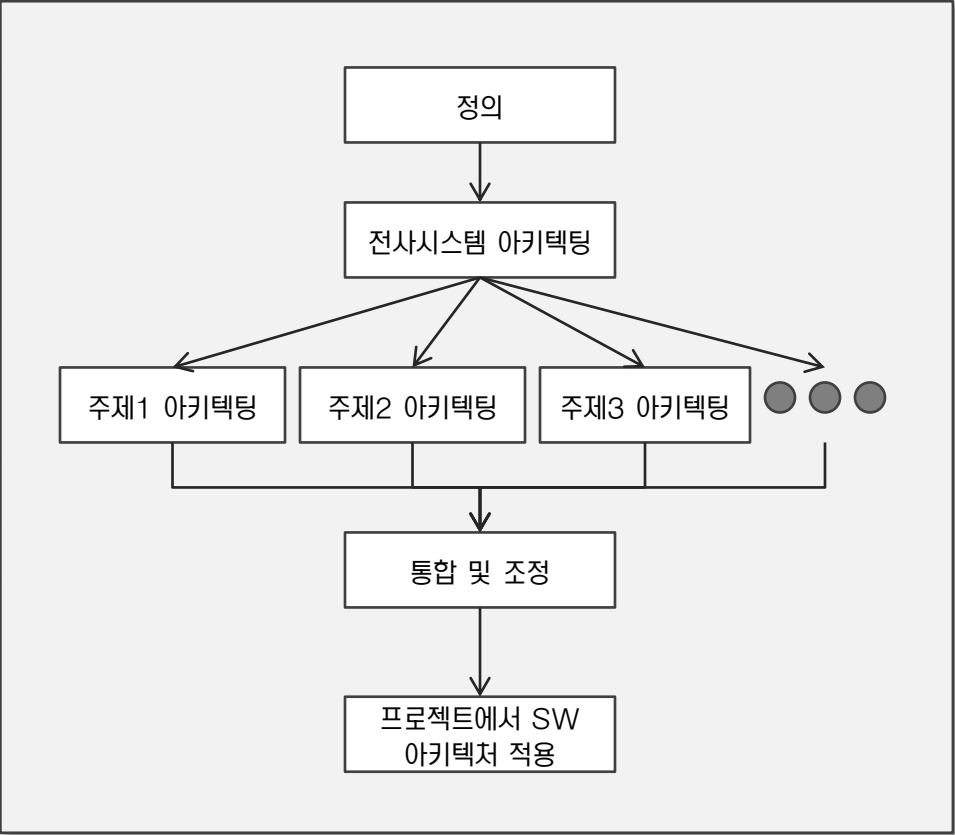 정의
전사시스템 아키텍팅
주제1 아키텍팅
주제2 아키텍팅
주제3 아키텍팅
통합 및 조정
프로젝트에서 SW
아키텍처 적용